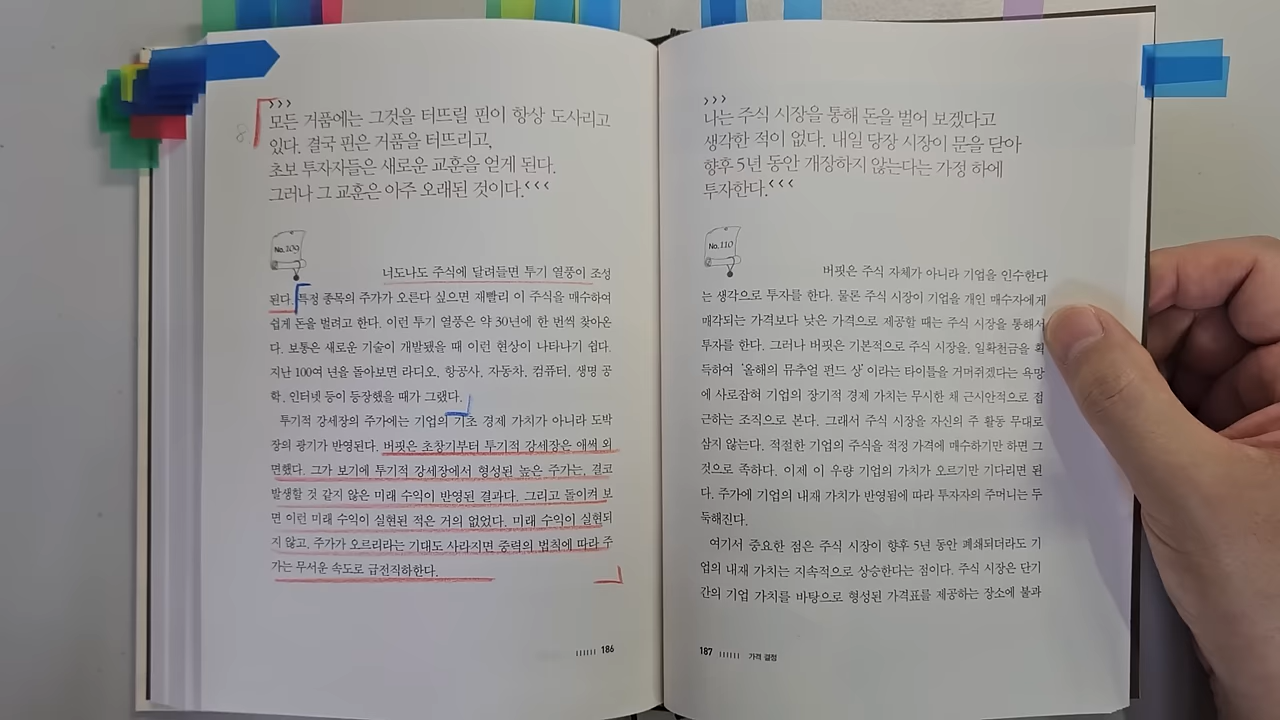 ›››
모든 거품에는 그것을 터뜨릴 핀이 항상 도사리고
있다. 결국 핀은 거품을 터뜨리고,
초보 투자자들은 새로운 교훈을 얻게 된다.
그러나 그 교훈은 아주 오래된 것이다.‹‹‹
No.109
너도나도 주식에 달려들면 투기 열풍이 조성
된다. 특정 종목의 주가가 오른다 싶으면 재빨리 이 주식을 매수하여
쉽게 돈을 벌려고 한다. 이런 투기 열풍은 약 30년에 한 번씩 찾아온
다. 보통은 새로운 기술이 개발됐을 때 이런 현상이 나타나기 쉽다.
지난 100여 년을 돌아보면 라디오, 항공사, 자동차, 컴퓨터, 생명 공
학, 인터넷 등이 등장했을 때가 그랬다.
투기적 강세장의 주가에는 기업의 기초 경제 가치가 아니라 도박
장의 광기가 반영된다. 버핏은 초창기부터 투기적 강세장은 애써 외
면했다. 그가 보기에 투기적 강세장에서 형성된 높은 주가는, 결코
발생할 것 같지 않은 미래 수익이 반영된 결과다. 그리고 돌이켜 보
면 이런 미래 수익이 실현된 적은 거의 없었다. 미래 수익이 실현되
지 않고, 주가가 오르리라는 기대도 사라지면 중력의 법칙에 따라 주
가는 무서운 속도로 급전직하한다.
186
›››
나는 주식 시장을 통해 돈을 벌어 보겠다고
생각한 적이 없다. 내일 당장 시장이 문을 닫아
향후 5년 동안 개장하지 않는다는 가정 하에
투자한다.‹‹‹
No.110
버핏은 주식 자체가 아니라 기업을 인수한다
는 생각으로 투자를 한다. 물론 주식 시장이 기업을 개인 매수자에게
매각되는 가격보다 낮은 가격으로 제공할 때는 주식 시장을 통해서
투자를 한다. 그러나 버핏은 기본적으로 주식 시장을, 일확천금을 획
득하여 '올해의 뮤추얼 펀드 상'이라는 타이틀을 거머쥐겠다는 욕망
에 사로잡혀 기업의 장기적 경제 가치는 무시한 채 근시안적으로 접
근하는 조직으로 본다. 그래서 주식 시장을 자신의 주 활동 무대로
삼지 않는다. 적절한 기업의 주식을 적정 가격에 매수하기만 하면 그
것으로 족하다. 이제 이 우량 기업의 가치가 오르기만 기다리면 된
다. 주가에 기업의 내재 가치가 반영됨에 따라 투자자의 주머니는 두
둑해진다.
여기서 중요한 점은 주식 시장이 향후 5년 동안 폐쇄되더라도 기
업의 내재 가치는 지속적으로 상승한다는 점이다. 주식 시장은 단기
간의 기업 가치를 바탕으로 형성된 가격표를 제공하는 장소에 불과
187 가격 결정